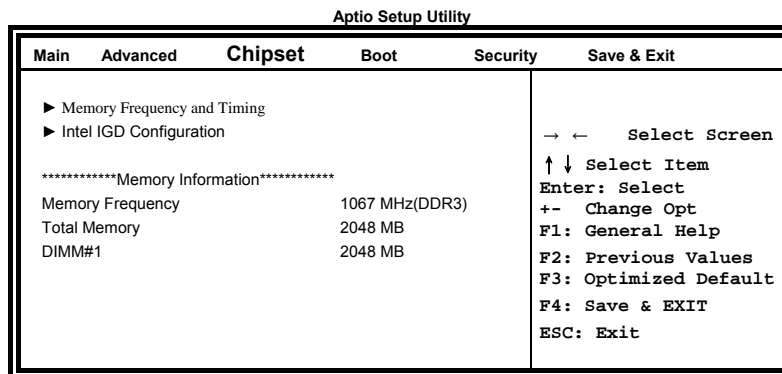 Aptio Setup Utility
Main Advanced Chipset Boot Security Save & Exit
► Memory Frequency and Timing
► Intel IGD Configuration
************Memory Information************
Memory Frequency 1067 MHz(DDR3)
Total Memory 2048 MB
DIMM#1 2048 MB
→ ← Select Screen
↑↓ Select Item
Enter: Select
+- Change Opt
F1: General Help
F2: Previous Values
F3: Optimized Default
F4: Save & EXIT
ESC: Exit